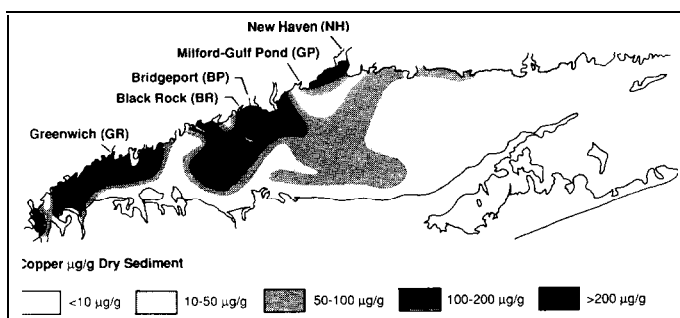 New Haven (NH)
Milford-Gulf Pond (GP)
Bridgeport (BP)
Black Rock (BR)
Greenwich (GR)
Copper µg/g Dry Sediment
<10 µg/g 10-50 µg/g 50-100 µg/g 100-200 µg/g >200 µg/g